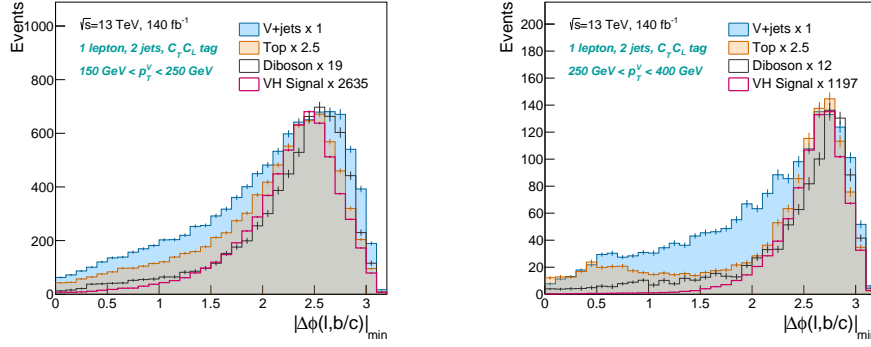 Events
1000
800
600
400
200
0
√s=13 TeV, 140 fb⁻¹
1 lepton, 2 jets, C_T C_L tag
150 GeV < p_T^V < 250 GeV
V+jets x 1
Top x 2.5
Diboson x 19
VH Signal x 2635
0 0.5 1 1.5 2 2.5 3
|Δϕ(l,b/c)|_min
Events
200
180
160
140
120
100
80
60
40
20
0
√s=13 TeV, 140 fb⁻¹
1 lepton, 2 jets, C_T C_L tag
250 GeV < p_T^V < 400 GeV
V+jets x 1
Top x 2.5
Diboson x 12
VH Signal x 1197
0 0.5 1 1.5 2 2.5 3
|Δϕ(l,b/c)|_min